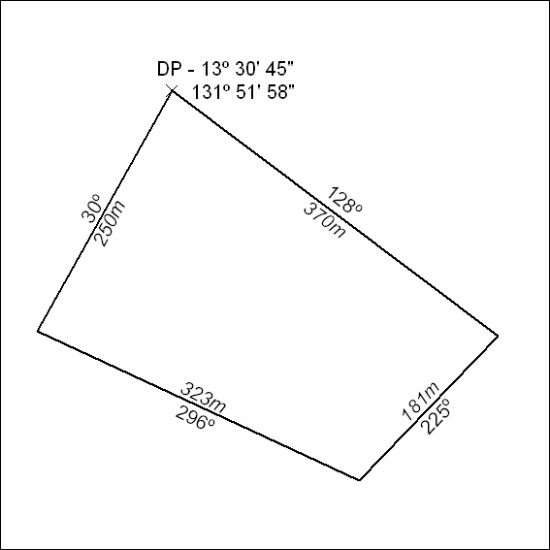 DP - 13º 30' 45"
131º 51' 58"
128º
370m
30º
250m
181m
225º
323m
296º